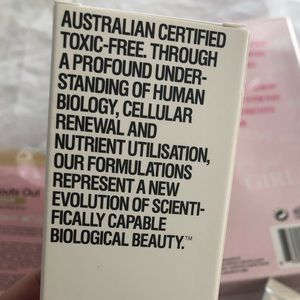 AUSTRALIAN CERTIFIED
TOXIC-FREE. THROUGH
A PROFOUND UNDER-
STANDING OF HUMAN
BIOLOGY, CELLULAR
RENEWAL AND
NUTRIENT UTILISATION,
OUR FORMULATIONS
REPRESENT A NEW
EVOLUTION OF SCIENTI-
FICALLY CAPABLE
BIOLOGICAL BEAUTY.™
Out